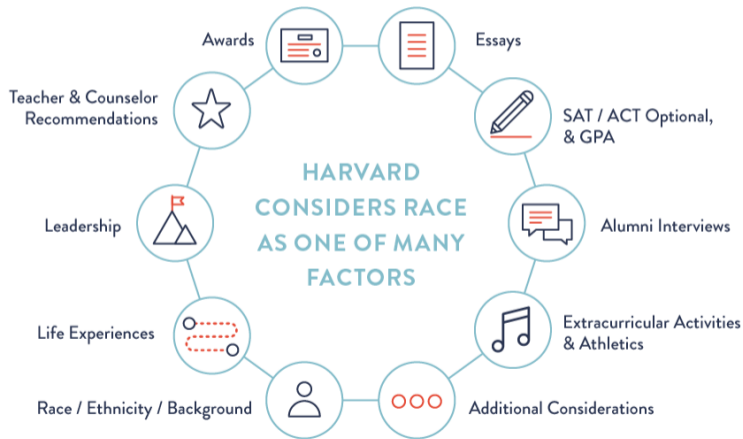 Awards
Essays
Teacher & Counselor
Recommendations
SAT / ACT Optional,
& GPA
HARVARD
CONSIDERS RACE
AS ONE OF MANY
FACTORS
Leadership
Alumni Interviews
Life Experiences
Extracurricular Activities
& Athletics
Race / Ethnicity / Background
Additional Considerations